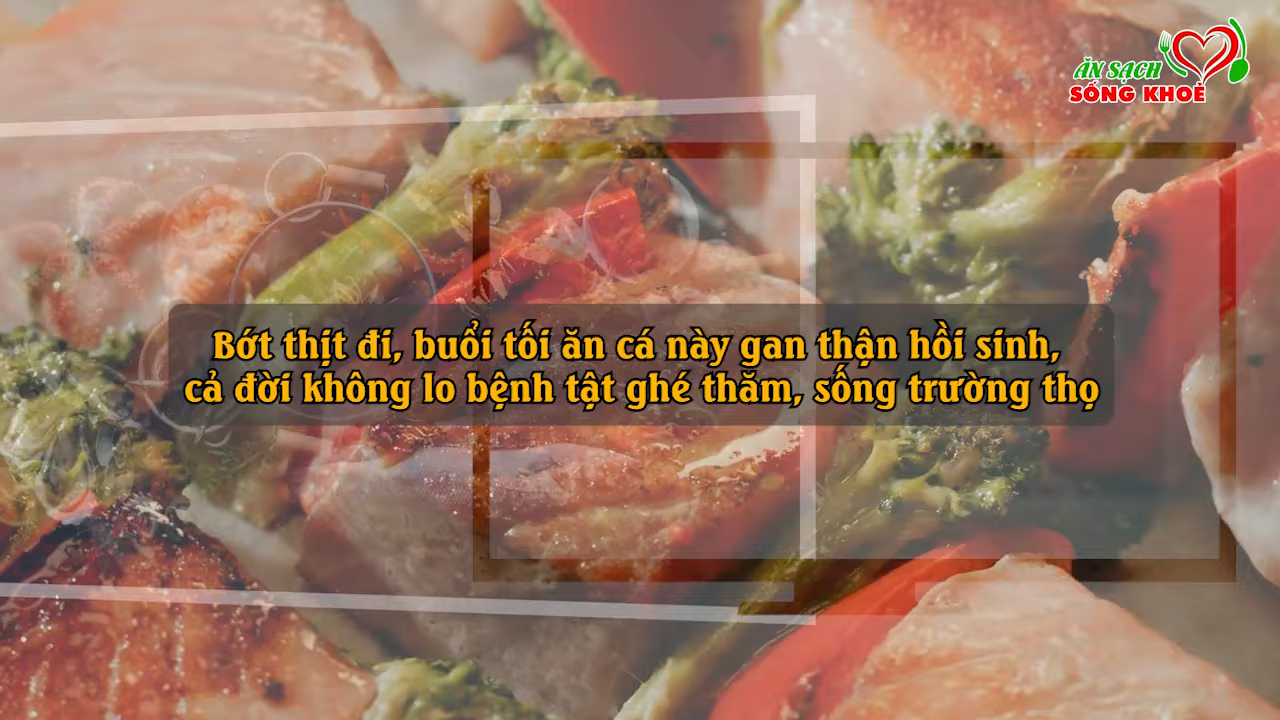 ĂN SẠCH
SỐNG KHOẺ
Bớt thịt đi, buổi tối ăn cá này gan thận hồi sinh,
cả đời không lo bệnh tật ghé thăm, sống trường thọ